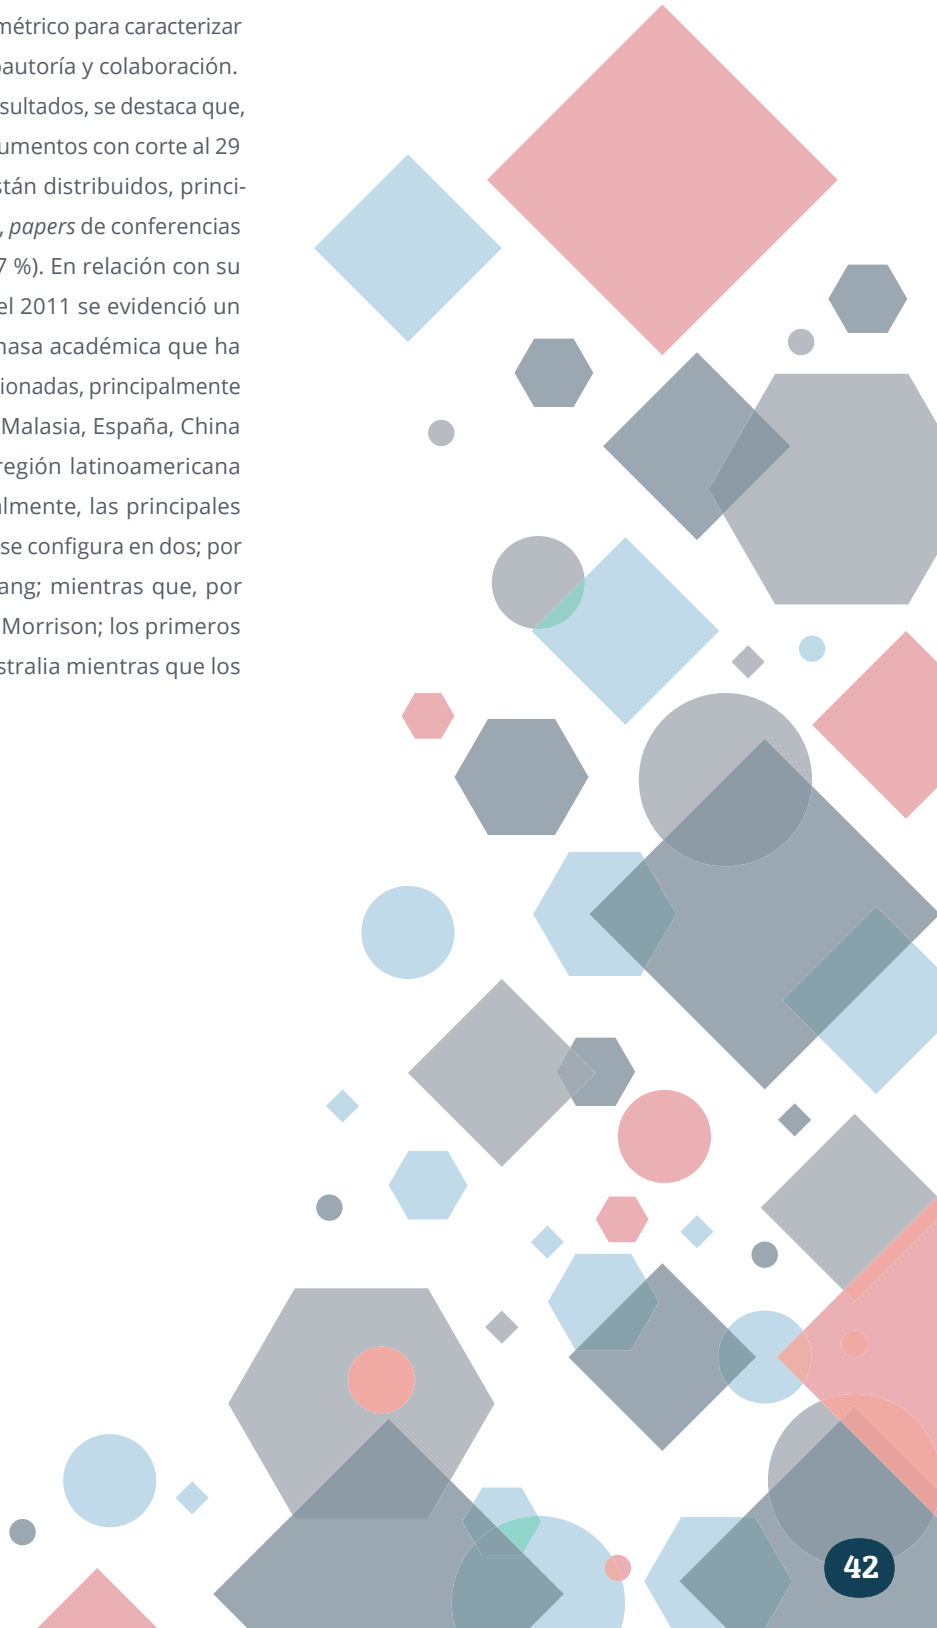 métrico para caracterizar
autoría y colaboración.
sultados, se destaca que,
umentos con corte al 29
stán distribuidos, princi-
, papers de conferencias
7 %). En relación con su
el 2011 se evidenció un
masa académica que ha
ionadas, principalmente
Malasia, España, China
región latinoamericana
almente, las principales
se configura en dos; por
ang; mientras que, por
Morrison; los primeros
stralia mientras que los
42